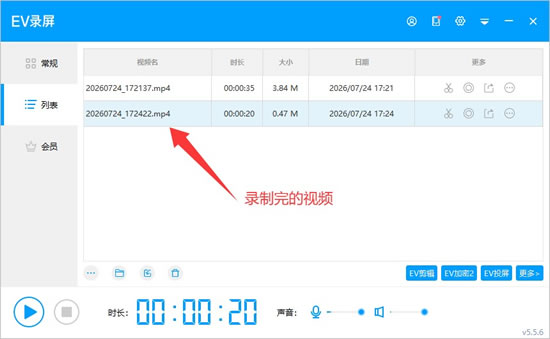 EV录屏
常规
列表
会员
视频名 时长 大小 日期 更多
20260724_172137.mp4 00:00:35 3.84 M 2026/07/24 17:21
20260724_172422.mp4 00:00:20 0.47 M 2026/07/24 17:24
录制完的视频
EV剪辑 EV加密2 EV投屏 更多>
时长: 00:00:20 声音:
v5.5.6